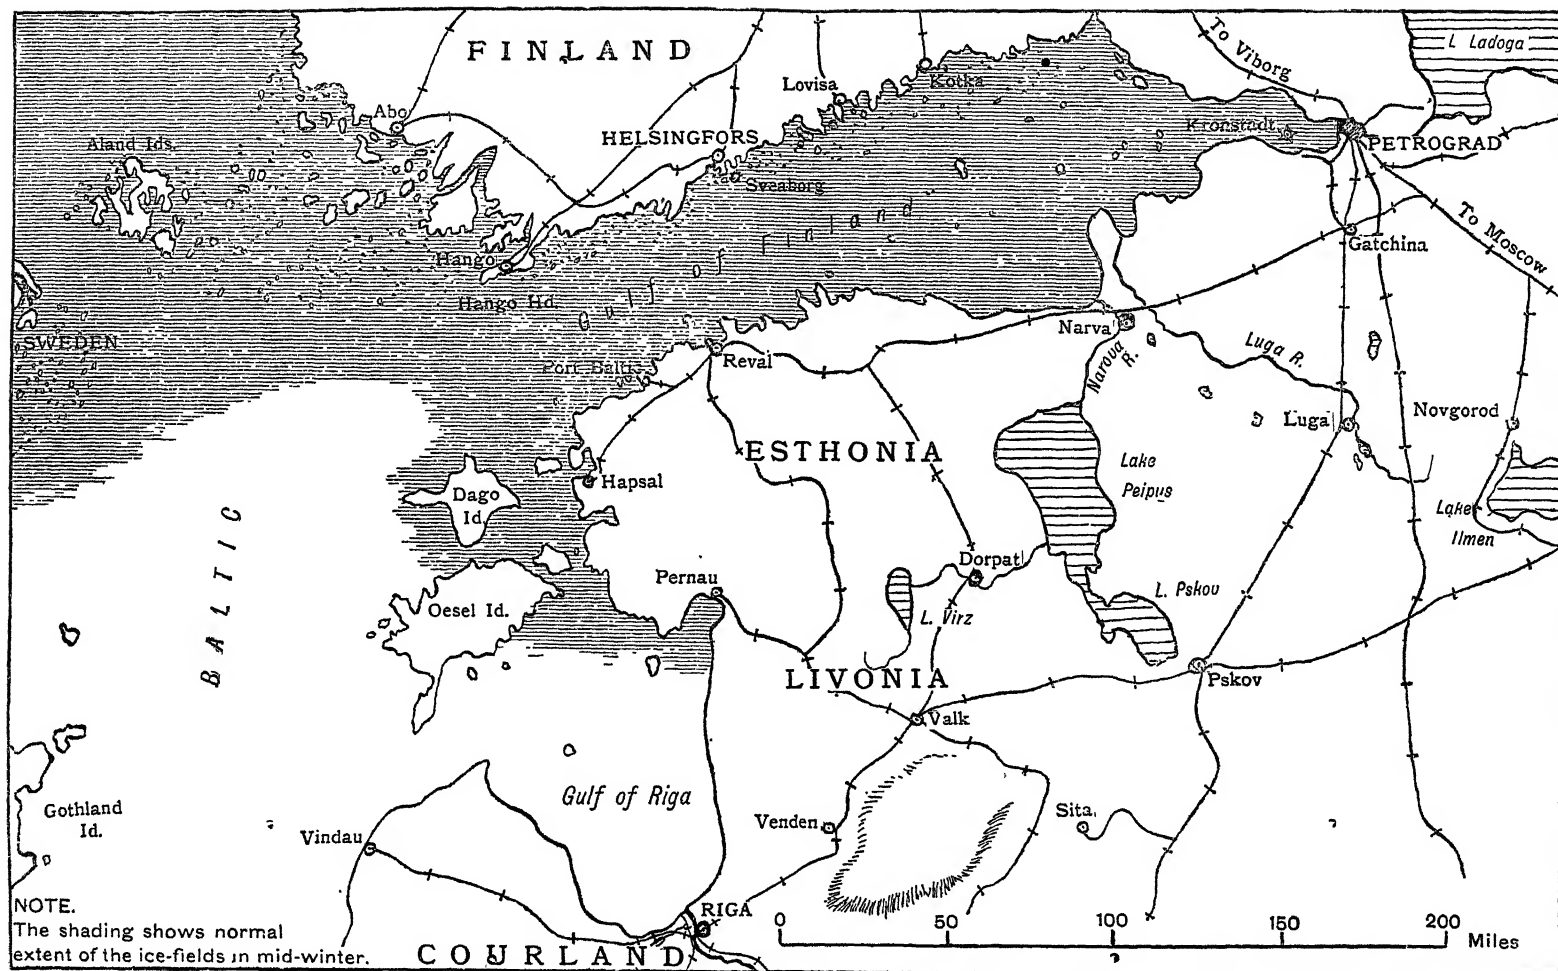 FINLAND
To Viborg
L Ladoga
Lovisa
Kotka
Abo
HELSINGFORS
Kronstadt
PETROGRAD
Aland Ids.
Sveaborg
Gulf of Finland
To Moscow
Gatchina
Hango
Hango Hd.
SWEDEN
Narva
Narova
R.
Luga R.
Port Baltic
Reval
Luga
Novgorod
ESTHONIA
Lake
Peipus
Hapsal
Dago
Id.
Lake
Ilmen
BALTIC
Dorpat
Pernau
Oesel Id.
L. Virz
L. Pskov
LIVONIA
Pskov
Valk
Gulf of Riga
Gothland
Id.
Venden
Sita
Vindau
NOTE.
The shading shows normal
extent of the ice-fields in mid-winter.
RIGA
COURLAND
0 50 100 150 200 Miles